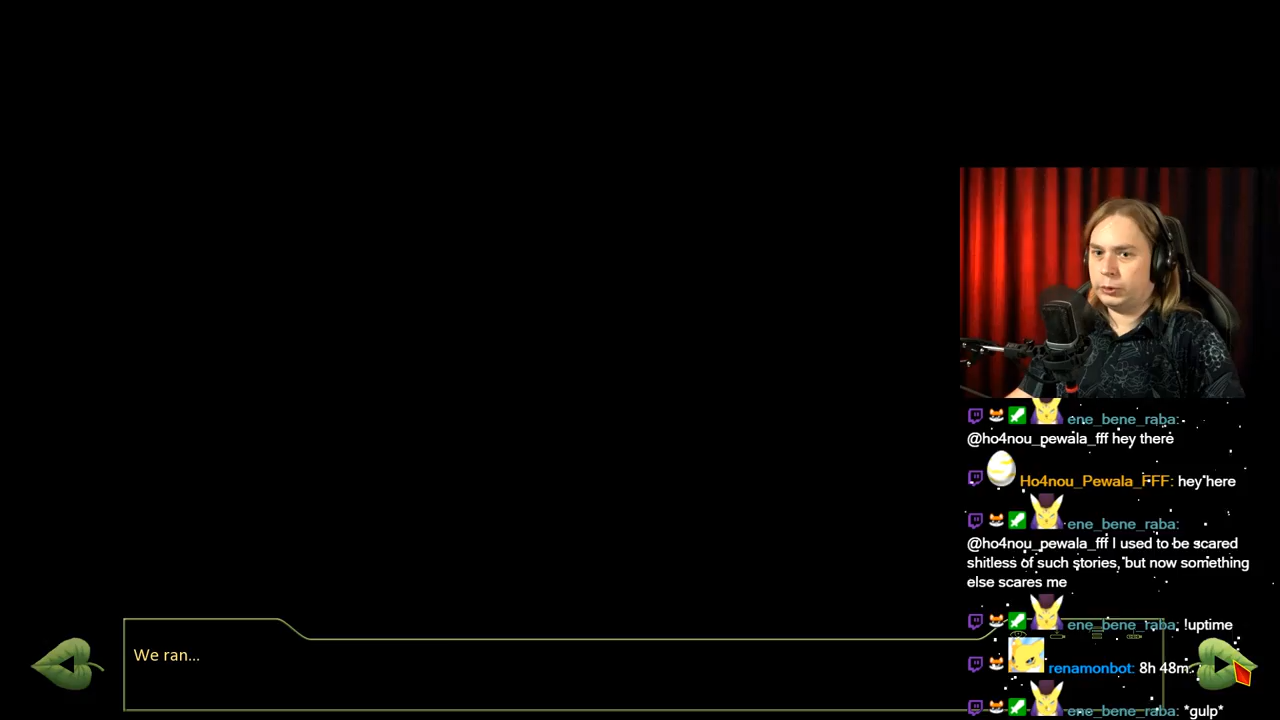 ene_bene_raba:
@ho4nou_pewala_fff hey there
Ho4nou_Pewala_FFF: hey here
ene_bene_raba:
@ho4nou_pewala_fff I used to be scared
shitless of such stories, but now something
else scares me
ene_bene_raba: !uptime
We ran...
renamonbot: 8h 48m.
ene_bene_raba: *gulp*